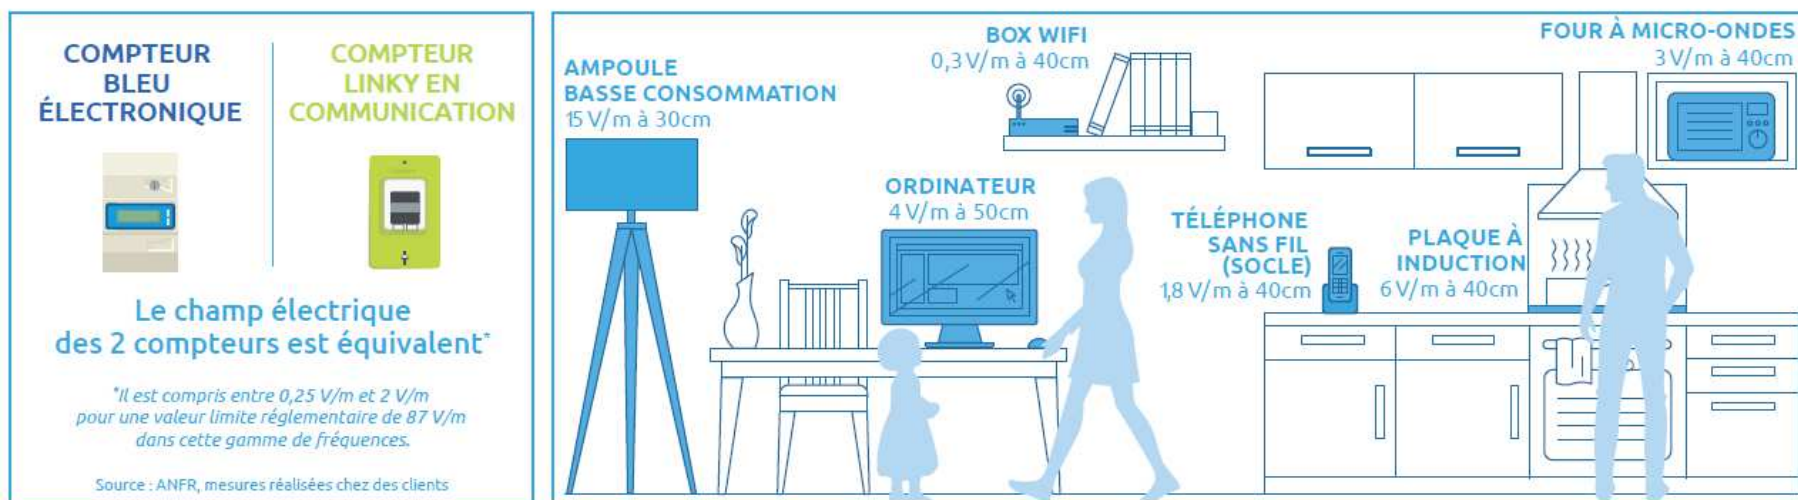 COMPTEUR
BLEU
ÉLECTRONIQUE
COMPTEUR
LINKY EN
COMMUNICATION
Le champ électrique
des 2 compteurs est équivalent*
*Il est compris entre 0,25 V/m et 2 V/m
pour une valeur limite réglementaire de 87 V/m
dans cette gamme de fréquences.
Source : ANFR, mesures réalisées chez des clients
AMPOULE
BASSE CONSOMMATION
15 V/m à 30cm
BOX WIFI
0,3 V/m à 40cm
FOUR À MICRO-ONDES
3 V/m à 40cm
ORDINATEUR
4 V/m à 50cm
TÉLÉPHONE
SANS FIL
(SOCLE)
1,8 V/m à 40cm
PLAQUE À
INDUCTION
6 V/m à 40cm